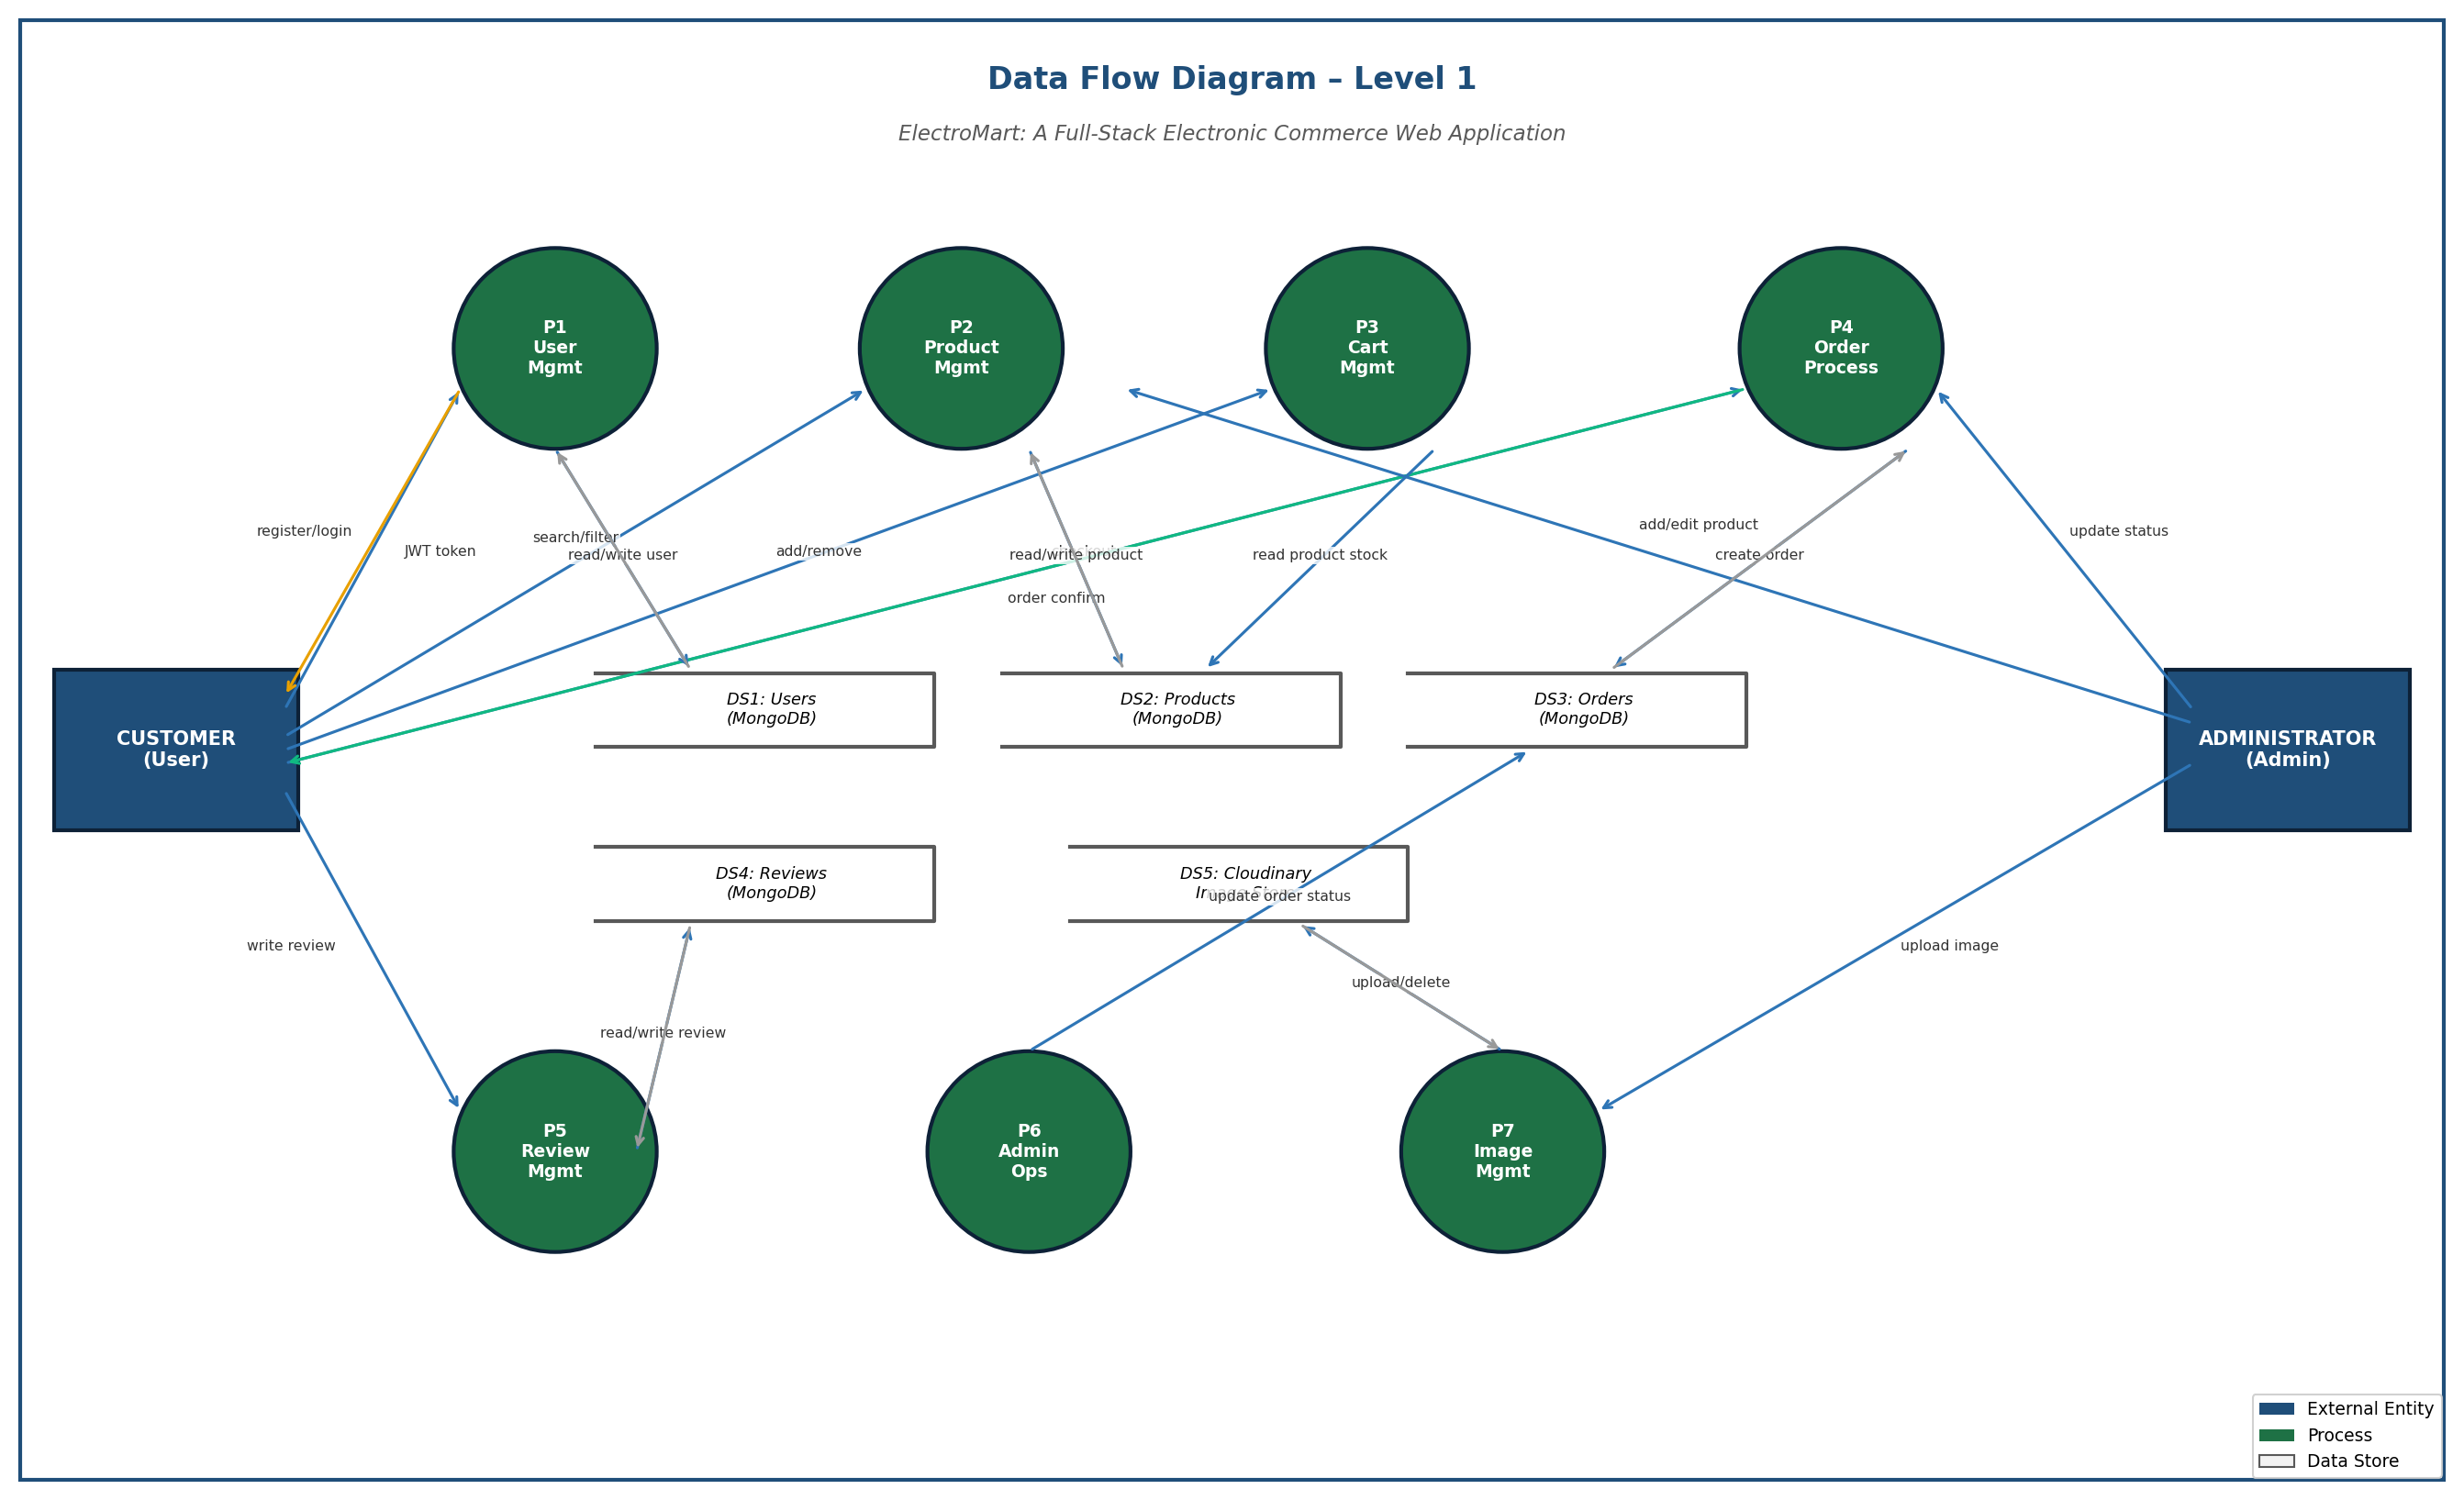 Data Flow Diagram – Level 1
ElectroMart: A Full-Stack Electronic Commerce Web Application
P1
User
Mgmt
P2
Product
Mgmt
P3
Cart
Mgmt
P4
Order
Process
register/login
JWT token
search/filter
read/write user
add/remove
read/write product
order confirm
read product stock
add/edit product
create order
update status
CUSTOMER
(User)
DS1: Users
(MongoDB)
DS2: Products
(MongoDB)
DS3: Orders
(MongoDB)
ADMINISTRATOR
(Admin)
DS4: Reviews
(MongoDB)
DS5: Cloudinary
update order status
write review
upload image
upload/delete
read/write review
P5
Review
Mgmt
P6
Admin
Ops
P7
Image
Mgmt
External Entity
Process
Data Store